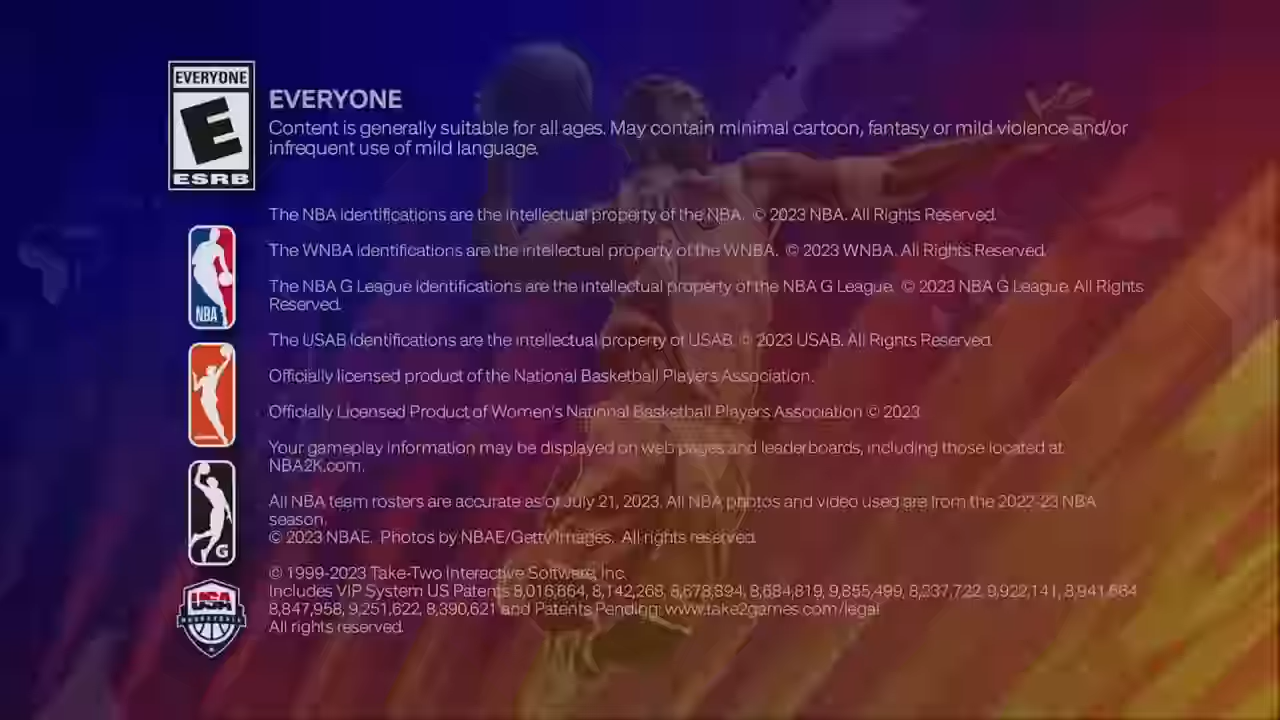 EVERYONE
E
ESRB
EVERYONE
Content is generally suitable for all ages. May contain minimal cartoon, fantasy or mild violence and/or
infrequent use of mild language.
The NBA identifications are the intellectual property of the NBA. © 2023 NBA. All Rights Reserved.
The WNBA identifications are the intellectual property of the WNBA. © 2023 WNBA. All Rights Reserved.
The NBA G League identifications are the intellectual property of the NBA G League. © 2023 NBA G League. All Rights
Reserved.
NBA
The USAB Identifications are the intellectual property of USAB. © 2023 USAB. All Rights Reserved.
Officially licensed product of the National Basketball Players Association.
Officially Licensed Product of Women's National Basketball Players Association © 2023
Your gameplay information may be displayed on web pages and leaderboards, including those located at
NBA2K.com.
All NBA team rosters are accurate as of July 21, 2023. All NBA photos and video used are from the 2022-23 NBA
season.
© 2023 NBAE. Photos by NBAE/Getty Images. All rights reserved.
G
© 1999-2023 Take-Two Interactive Software, Inc.
Includes VIP System US Patents 8,016,664, 8,142,268, 8,678,894, 8,684,819, 9,855,499, 8,237,722, 9,922,141, 8,941,664
8,847,958, 9,251,622, 8,390,621 and Patents Pending: www.take2games.com/legal
All rights reserved.
USA
BASKETBALL